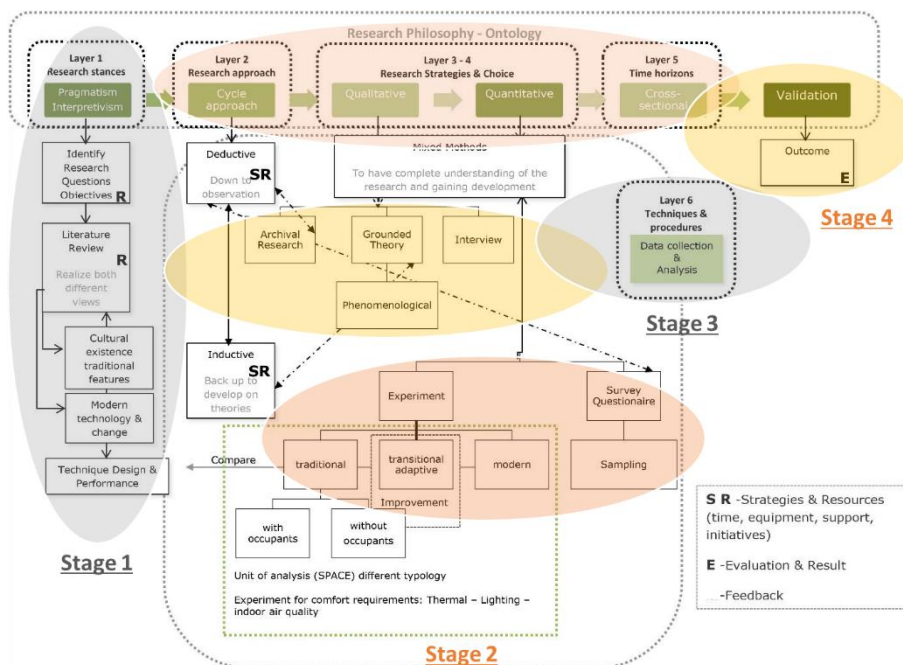 Research Philosophy - Ontology
Layer 1
Research stances
Pragmatism
Interpretivism
Layer 2
Research approach
Cycle approach
Layer 3 - 4
Research Strategies & Choice
Qualitative
Quantitative
Layer 5
Time horizons
Cross-
sectional
Validation
Identify
Research
Questions
Objectives R
Literature
Review
R
Realize both
different
views
Cultural
existence
traditional
features
Modern
technology &
change
Technique Design &
Performance
Stage 1
Deductive
SR
Down to
observation
Inductive
SR
Back up to
develop on
theories
Mixed Methods
To have complete understanding of the
research and gaining development
Archival
Research
Grounded
Theory
Interview
Phenomenological
Outcome
E
Stage 4
Layer 6
Techniques &
procedures
Data collection
&
Analysis
Stage 3
Experiment
Survey
Questionaire
Compare
traditional
transitional
adaptive
modern
Sampling
Improvement
with
occupants
without
occupants
Unit of analysis (SPACE) different typology
Experiment for comfort requirements: Thermal – Lighting –
indoor air quality
Stage 2
S R -Strategies & Resources
(time, equipment, support,
initiatives)
E -Evaluation & Result
....-Feedback